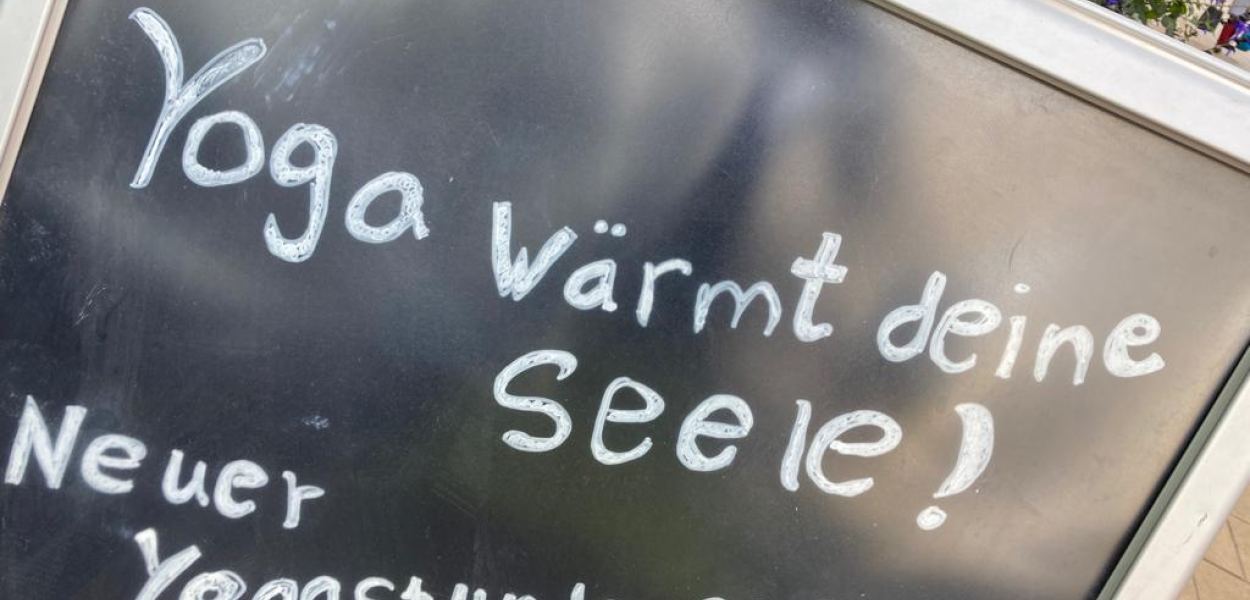 Yoga wärmt deine
Seele!
Neuer